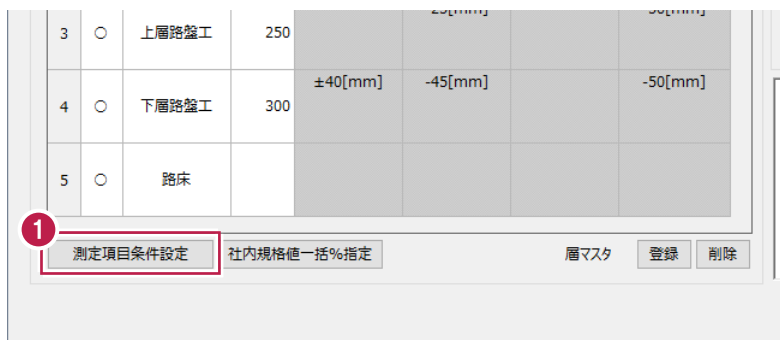 3 ○ 上層路盤工 250
4 ○ 下層路盤工 300 ±40[mm] -45[mm] -50[mm]
5 ○ 路床
1
測定項目条件設定 社内規格値一括%指定 層マスタ 登録 削除